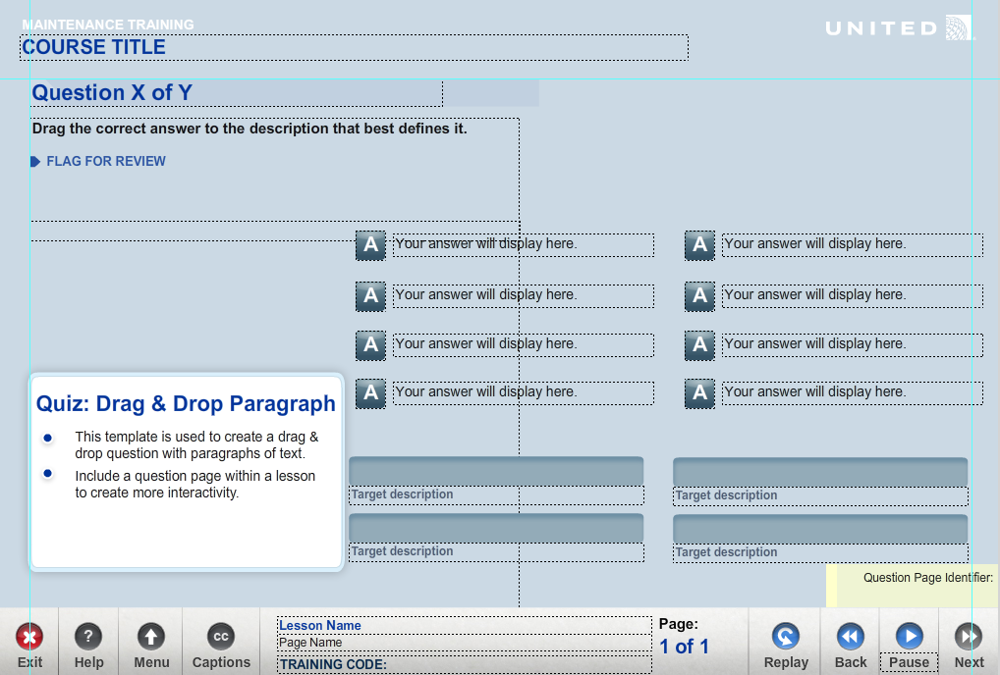 MAINTENANCE TRAINING
UNITED
COURSE TITLE
Question X of Y
Drag the correct answer to the description that best defines it.
FLAG FOR REVIEW
A Your answer will display here.
A Your answer will display here.
A Your answer will display here.
A Your answer will display here.
A Your answer will display here.
A Your answer will display here.
A Your answer will display here.
A Your answer will display here.
Quiz: Drag & Drop Paragraph
This template is used to create a drag &
drop question with paragraphs of text.
Include a question page within a lesson
to create more interactivity.
Target description
Target description
Target description
Target description
Question Page Identifier:
Exit
?
Help
Menu
CC
Captions
Lesson Name
Page Name
TRAINING CODE:
Page:
1 of 1
Replay
Back
Pause
Next